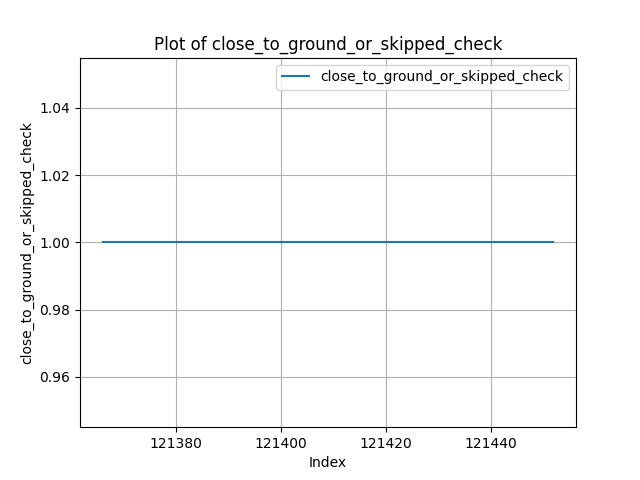 Plot of close_to_ground_or_skipped_check
close_to_ground_or_skipped_check
1.04
1.02
1.00
0.98
0.96
close_to_ground_or_skipped_check
121380
121400
121420
121440
Index